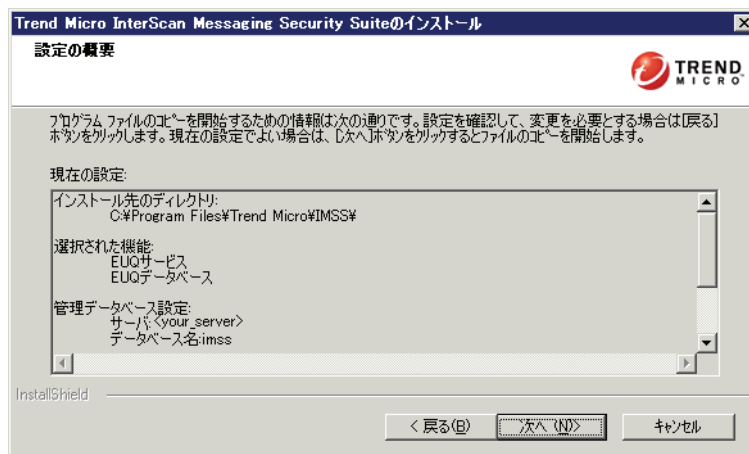 Trend Micro InterScan Messaging Security Suiteのインストール
設定の概要
TREND
MICRO
プログラム ファイルのコピーを開始するための情報は次の通りです。設定を確認して、変更を必要とする場合は[戻る]
ボタンをクリックします。現在の設定でよい場合は、[次へ]ボタンをクリックするとファイルのコピーを開始します。
現在の設定:
インストール先のディレクトリ:
C:¥Program Files¥Trend Micro¥IMSS¥
選択された機能:
EUQサービス
EUQデータベース
管理データベース設定:
サーバ:<your_server>
データベース名:imss
InstallShield
< 戻る(B)
次へ (N)>
キャンセル